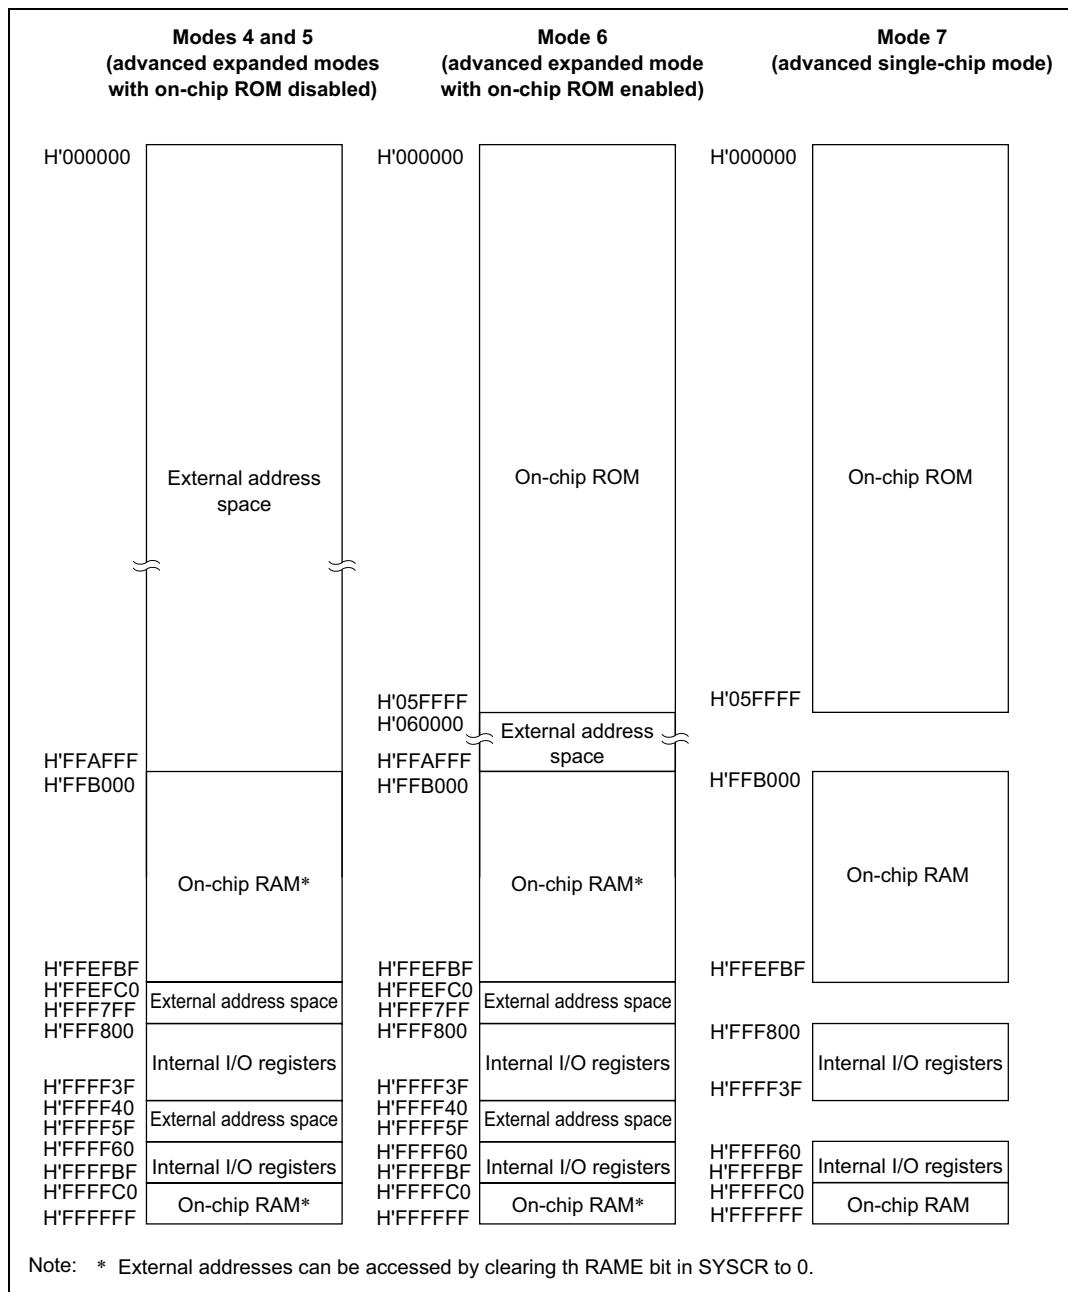 Modes 4 and 5
(advanced expanded modes
with on-chip ROM disabled)
H'000000
External address
space
H'FFAFFF
H'FFB000
On-chip RAM*
H'FFEFBF
H'FFEFC0
External address space
H'FFF7FF
H'FFF800
Internal I/O registers
H'FFFF3F
H'FFFF40
External address space
H'FFFF5F
H'FFFF60
Internal I/O registers
H'FFFFBF
H'FFFFC0
On-chip RAM*
H'FFFFFF
Mode 6
(advanced expanded mode
with on-chip ROM enabled)
H'000000
On-chip ROM
H'05FFFF
H'060000
External address
space
H'FFAFFF
H'FFB000
On-chip RAM*
H'FFEFBF
H'FFEFC0
External address space
H'FFF7FF
H'FFF800
Internal I/O registers
H'FFFF3F
H'FFFF40
External address space
H'FFFF5F
H'FFFF60
Internal I/O registers
H'FFFFBF
H'FFFFC0
On-chip RAM*
H'FFFFFF
Mode 7
(advanced single-chip mode)
H'000000
On-chip ROM
H'05FFFF
H'FFB000
On-chip RAM
H'FFEFBF
H'FFF800
Internal I/O registers
H'FFFF3F
H'FFFF60
Internal I/O registers
H'FFFFBF
H'FFFFC0
On-chip RAM
H'FFFFFF
Note: * External addresses can be accessed by clearing th RAME bit in SYSCR to 0.